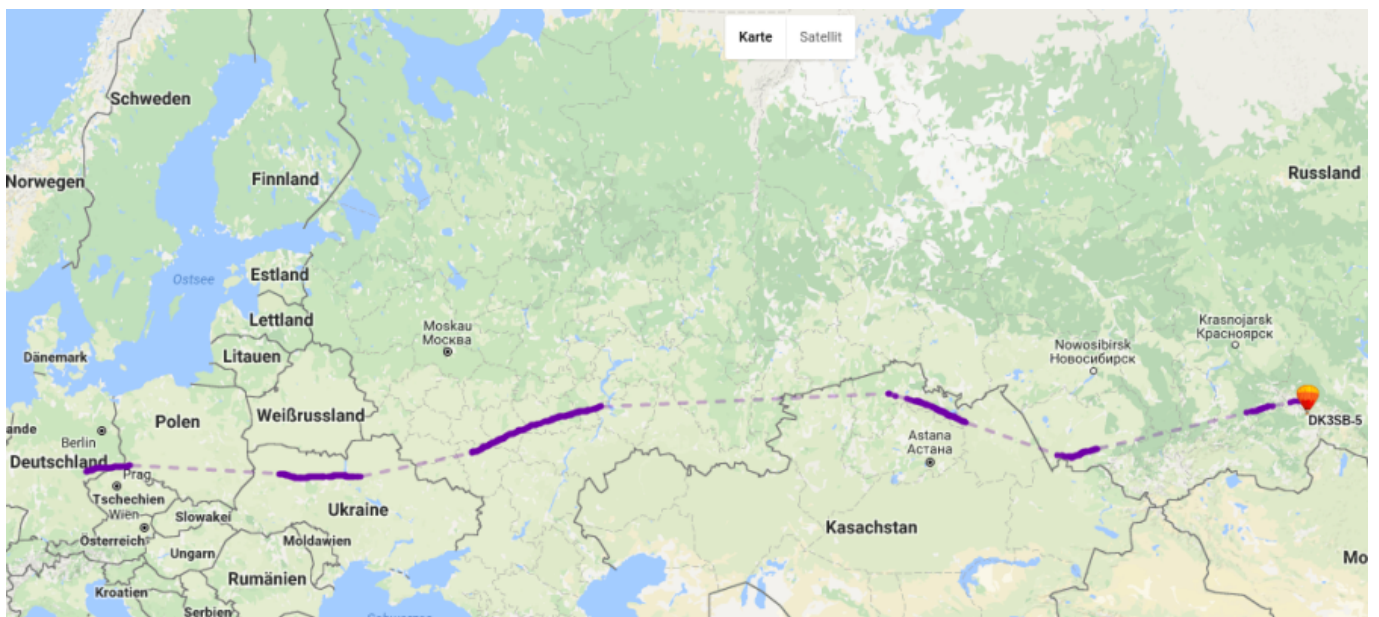 Karte
Satellit
Schweden
Norwegen
Finnland
Russland
Ostsee
Estland
Lettland
Moskau
Москва
Krasnojarsk
Красноярск
Nowosibirsk
Новосибирск
Dänemark
Litauen
Weißrussland
Polen
ande
Berlin
Deutschland
Prag
Tschechien
Wien
Slowakei
Österreich
Ungarn
Moldawien
Ukraine
Rumänien
Kroatien
Serbien
Astana
Астана
Kasachstan
DK3SB-5
Mo